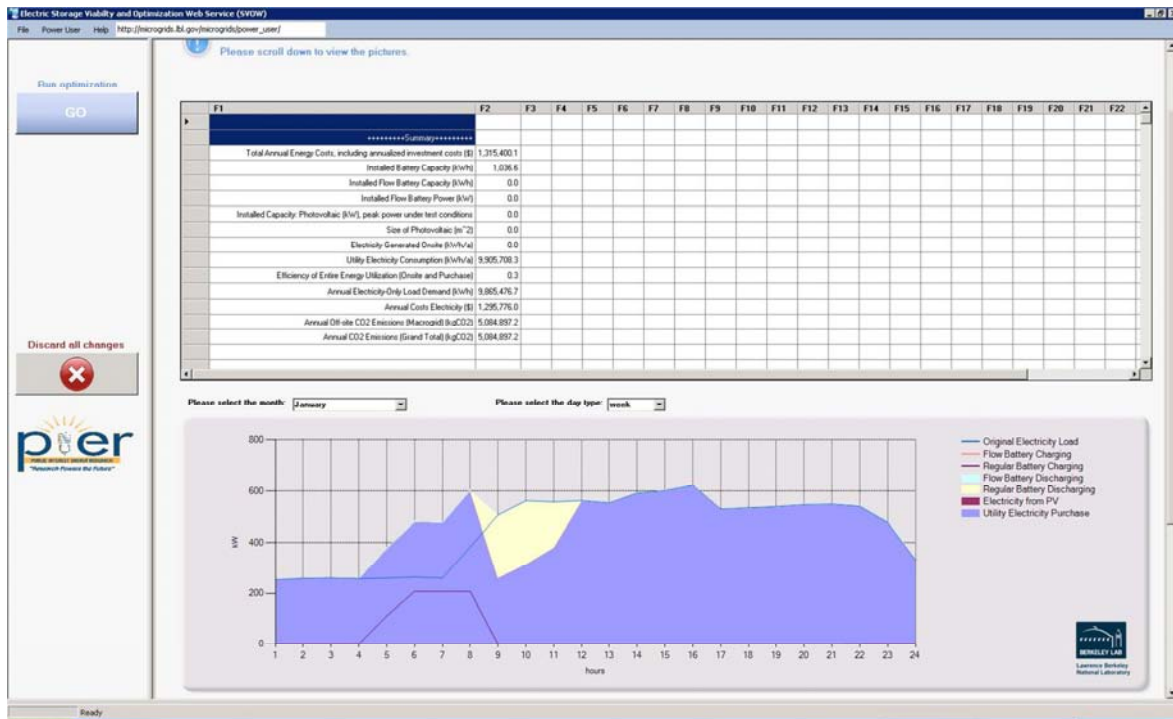 Electric Storage Viabilty and Optimization Web Service (SVOW)
File Power User Help http://microgrids.lbl.gov/microgrids/power_user/
Please scroll down to view the pictures.
Run optimization
GO
F1 F2 F3 F4 F5 F6 F7 F8 F9 F10 F11 F12 F13 F14 F15 F16 F17 F18 F19 F20 F21 F22
+++++++++Summary+++++++++
Total Annual Energy Costs, including annualized investment costs ($) 1,315,400.1
Installed Battery Capacity (kWh) 1,036.6
Installed Flow Battery Capacity (kWh) 0.0
Installed Flow Battery Power (kW) 0.0
Installed Capacity: Photovoltaic (kW), peak power under test conditions 0.0
Size of Photovoltaic (m^2) 0.0
Electricity Generated Onsite (kWh/a) 0.0
Utility Electricity Consumption (kWh/a) 9,905,708.3
Efficiency of Entire Energy Utilization (Onsite and Purchase) 0.3
Annual Electricity-Only Load Demand (kWh) 9,865,476.7
Annual Costs Electricity ($) 1,295,776.0
Annual Off-site CO2 Emissions (Macrogrid) (kgCO2) 5,084,897.2
Annual CO2 Emissions (Grand Total) (kgCO2) 5,084,897.2
Discard all changes
pier
PUBLIC INTEREST ENERGY RESEARCH
"Research Powers the Future"
Please select the month: January
Please select the day type: week
800
600
400
200
0
kW
1 2 3 4 5 6 7 8 9 10 11 12 13 14 15 16 17 18 19 20 21 22 23 24
hours
Original Electricity Load
Flow Battery Charging
Regular Battery Charging
Flow Battery Discharging
Regular Battery Discharging
Electricity from PV
Utility Electricity Purchase
BERKELEY LAB
Lawrence Berkeley
National Laboratory
Ready